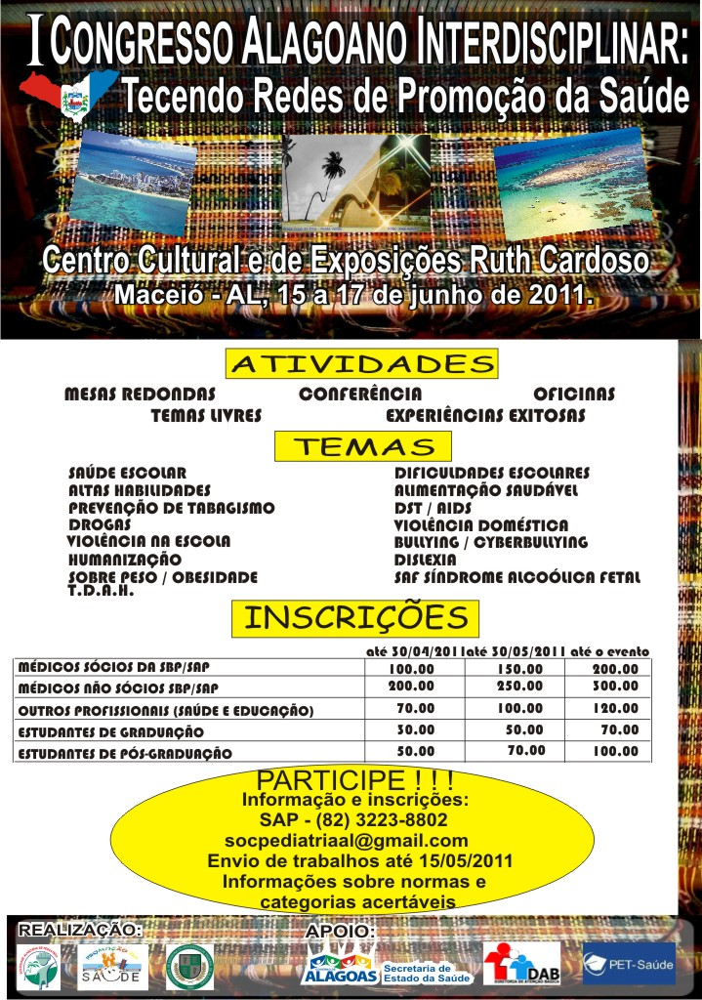 I CONGRESSO ALAGOANO INTERDISCIPLINAR:
Tecendo Redes de Promoção da Saúde
Centro Cultural e de Exposições Ruth Cardoso
Maceió - AL, 15 a 17 de junho de 2011.
ATIVIDADES
MESAS REDONDAS CONFERÊNCIA OFICINAS
TEMAS LIVRES EXPERIÊNCIAS EXITOSAS
TEMAS
SAÚDE ESCOLAR DIFICULDADES ESCOLARES
ALTAS HABILIDADES ALIMENTAÇÃO SAUDÁVEL
PREVENÇÃO DE TABAGISMO DST / AIDS
DROGAS VIOLÊNCIA DOMÉSTICA
VIOLÊNCIA NA ESCOLA BULLYING / CYBERBULLYING
HUMANIZAÇÃO DISLEXIA
SOBRE PESO / OBESIDADE SAF SÍNDROME ALCOÓLICA FETAL
T.D.A.H.
INSCRIÇÕES
até 30/04/2011 até 30/05/2011 até o evento
MÉDICOS SÓCIOS DA SBP/SAP 100.00 150.00 200.00
MÉDICOS NÃO SÓCIOS SBP/SAP 200.00 250.00 300.00
OUTROS PROFISSIONAIS (SAÚDE E EDUCAÇÃO) 70.00 100.00 120.00
ESTUDANTES DE GRADUAÇÃO 30.00 50.00 70.00
ESTUDANTES DE PÓS-GRADUAÇÃO 50.00 70.00 100.00
PARTICIPE ! ! !
Informação e inscrições:
SAP - (82) 3223-8802
socpediatriaal@gmail.com
Envio de trabalhos até 15/05/2011
Informações sobre normas e
categorias acertáveis
REALIZAÇÃO: APOIO:
SAÚDE
ALAGOAS
Secretaria de
Estado da Saúde
DAB
DIRETORIA DE ATENÇÃO BÁSICA
PET-Saúde